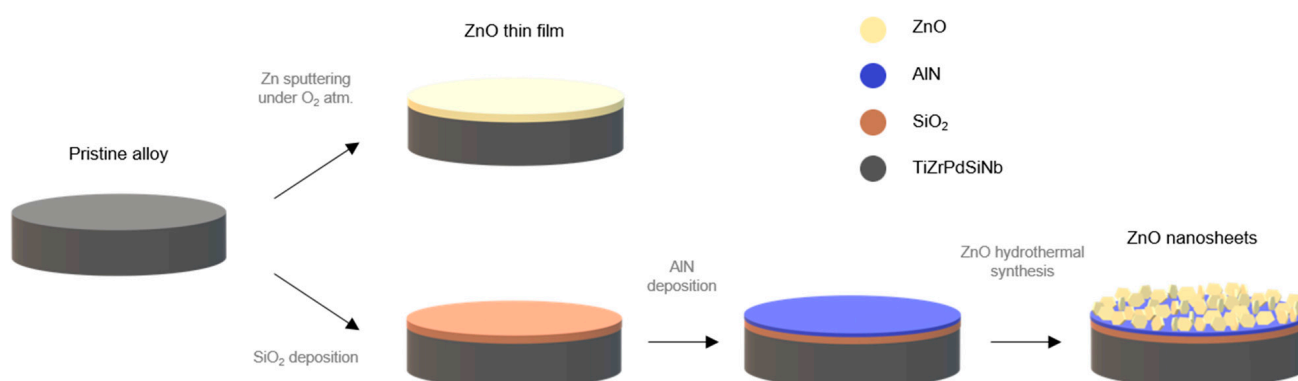 ZnO thin film
Zn sputtering
under O₂ atm.
Pristine alloy
ZnO
AlN
SiO₂
TiZrPdSiNb
SiO₂ deposition
AlN
deposition
ZnO hydrothermal
synthesis
ZnO nanosheets